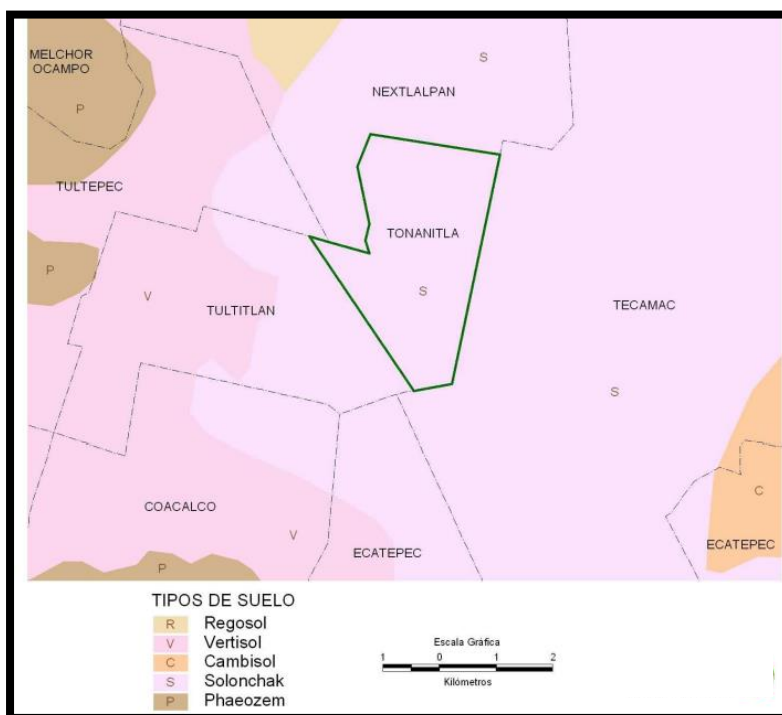 MELCHOR
OCAMPO
S
NEXTLALPAN
P
TULTEPEC
TONANITLA
P
V
S
TULTITLAN
TECAMAC
S
C
COACALCO
V
ECATEPEC
ECATEPEC
P
TIPOS DE SUELO
R Regosol
V Vertisol
C Cambisol
S Solonchak
P Phaeozem
Escala Gráfica
1 0 1 2
Kilómetros